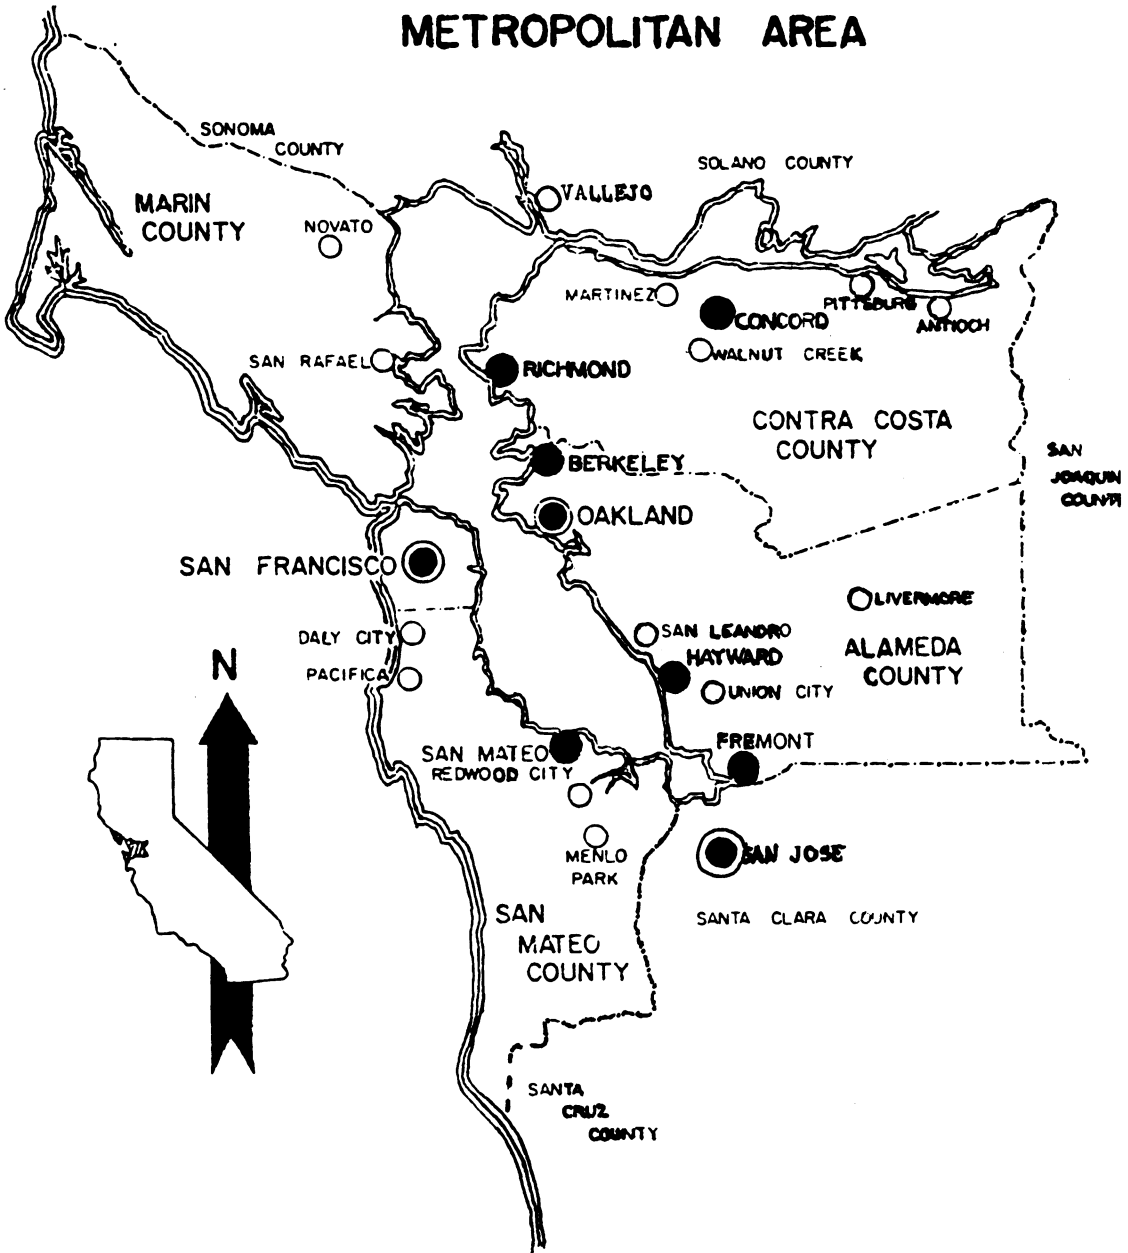 METROPOLITAN AREA
SONOMA
COUNTY
SOLANO COUNTY
MARIN
COUNTY
VALLEJO
NOVATO
MARTINEZ
PITTSBURG
CONCORD
ANTIOCH
WALNUT CREEK
SAN RAFAEL
RICHMOND
CONTRA COSTA
COUNTY
SAN
JOAQUIN
COUNT
BERKELEY
OAKLAND
SAN FRANCISCO
LIVERMORE
DALY CITY
SAN LEANDRO
HAYWARD
ALAMEDA
COUNTY
N
PACIFICA
UNION CITY
FREMONT
SAN MATEO
REDWOOD CITY
MENLO
PARK
SAN JOSE
SAN
MATEO
COUNTY
SANTA CLARA COUNTY
SANTA
CRUZ
COUNTY